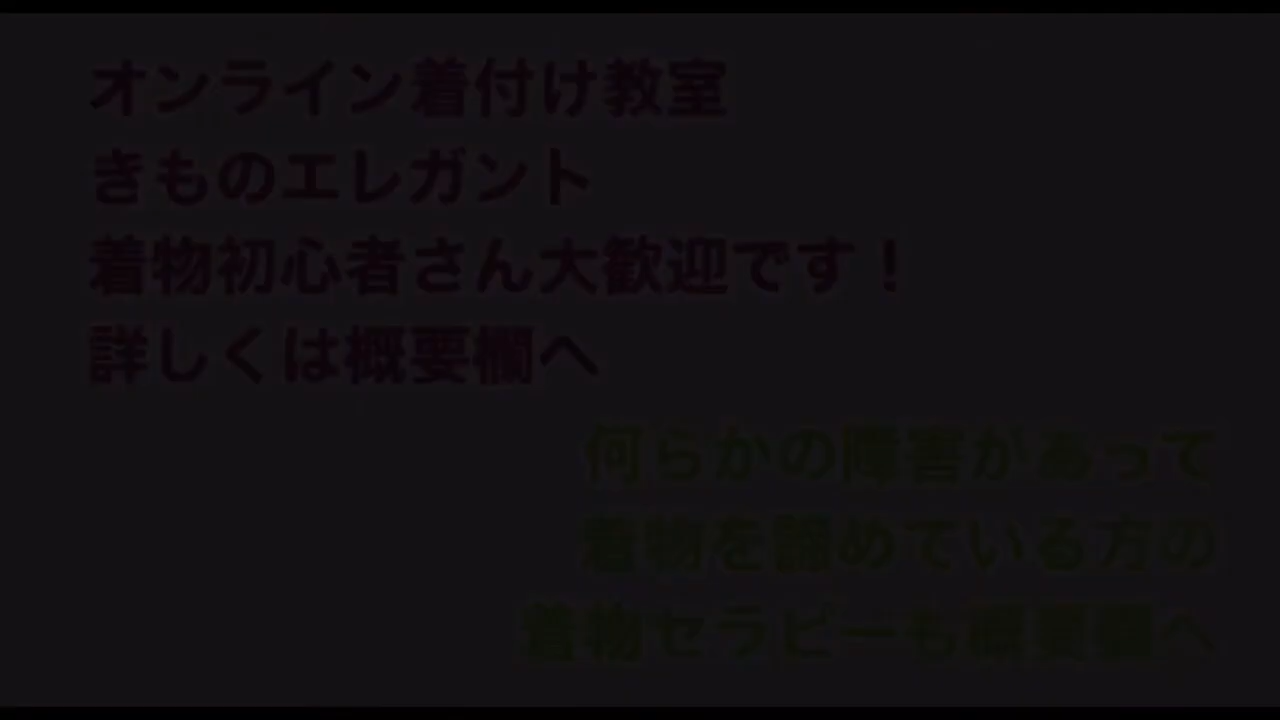 オンライン着付け教室
きものエレガント
着物初心者さん大歓迎です！
詳しくは概要欄へ
何らかの障害があって
着物を諦めている方の
着物セラピーも概要欄へ